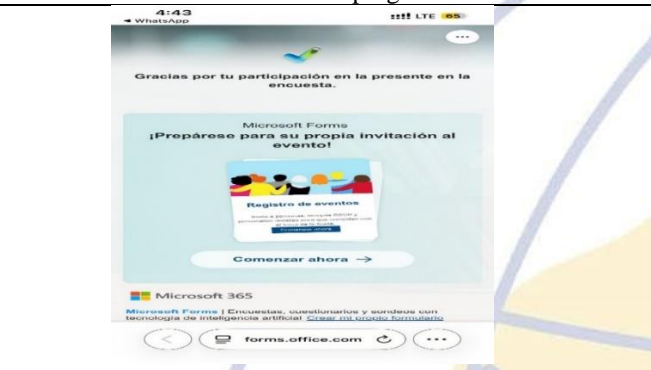 4:43
LTE 65
WhatsApp
Gracias por tu participación en la presente en la
encuesta.
Microsoft Forms
¡Prepárese para su propia invitación al
evento!
Registro de eventos
Comenzar ahora →
Microsoft 365
Microsoft Forms | Encuestas, cuestionarios y sondeos con
tecnología de inteligencia artificial Crear mi propio formulario
forms.office.com